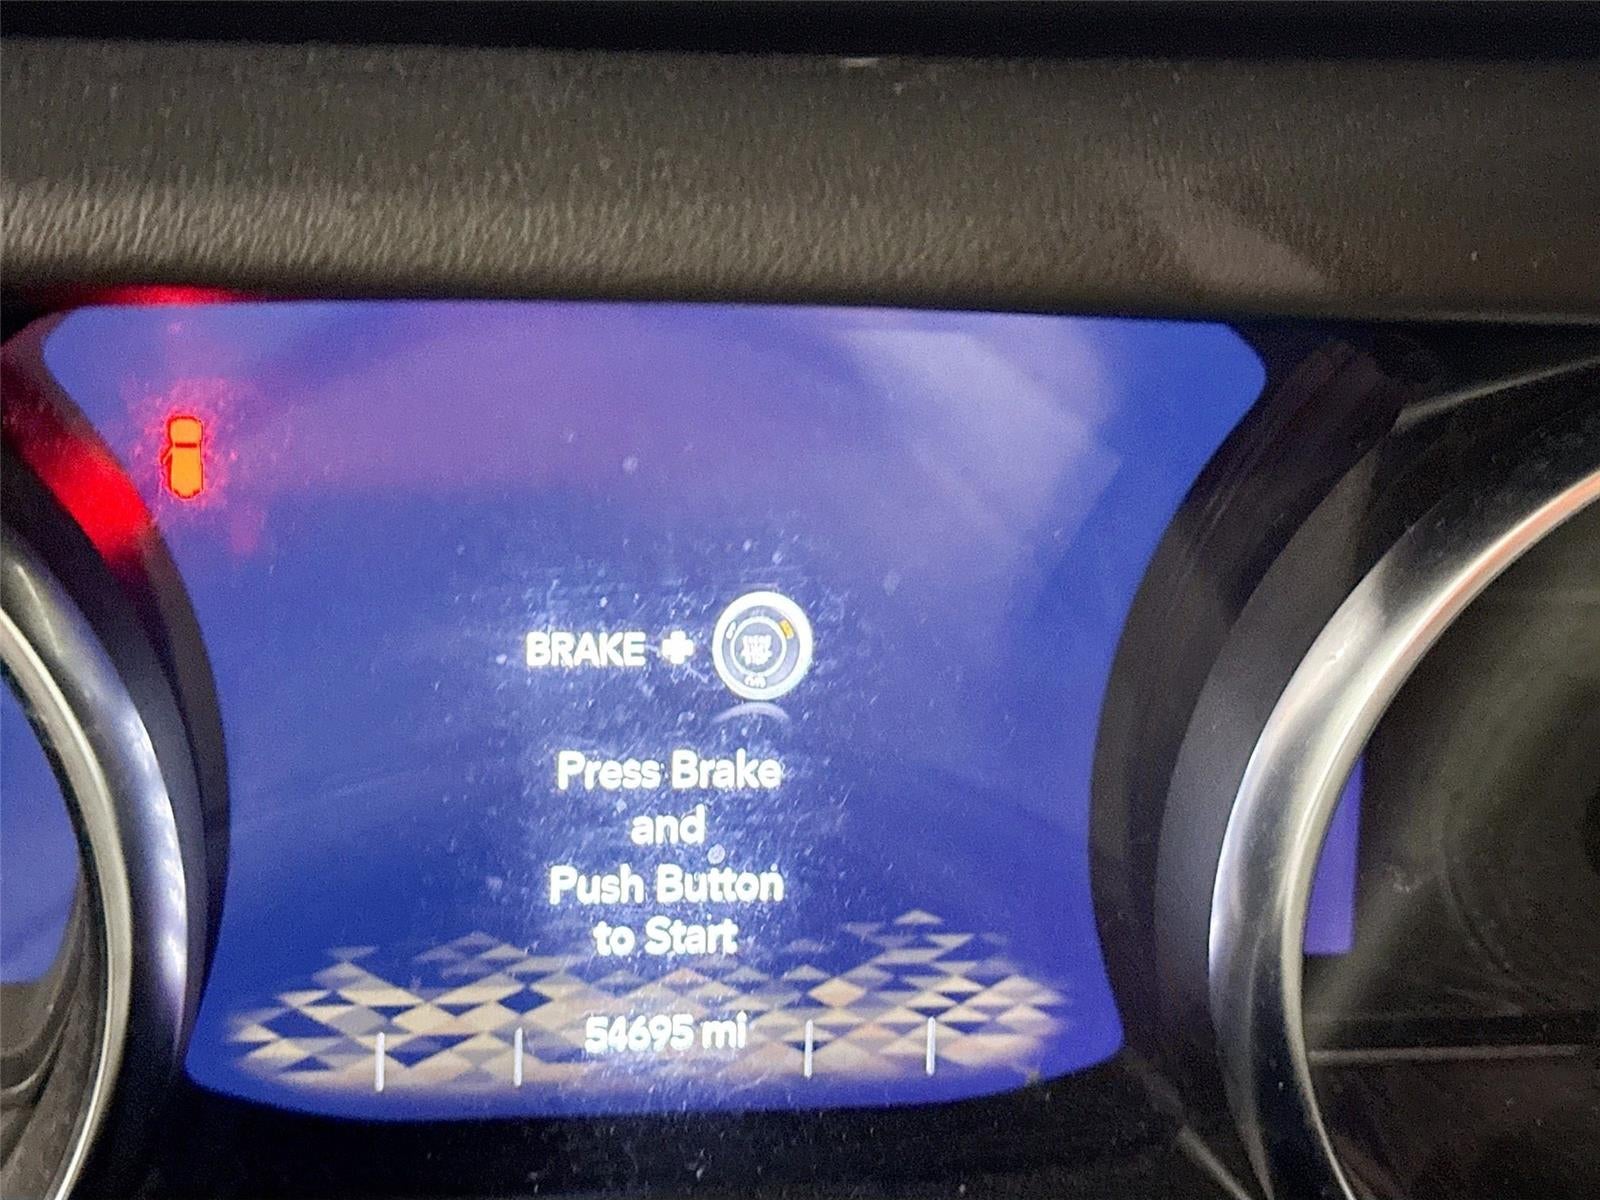 BRAKE +
Press Brake
and
Push Button
to Start
54695 mi